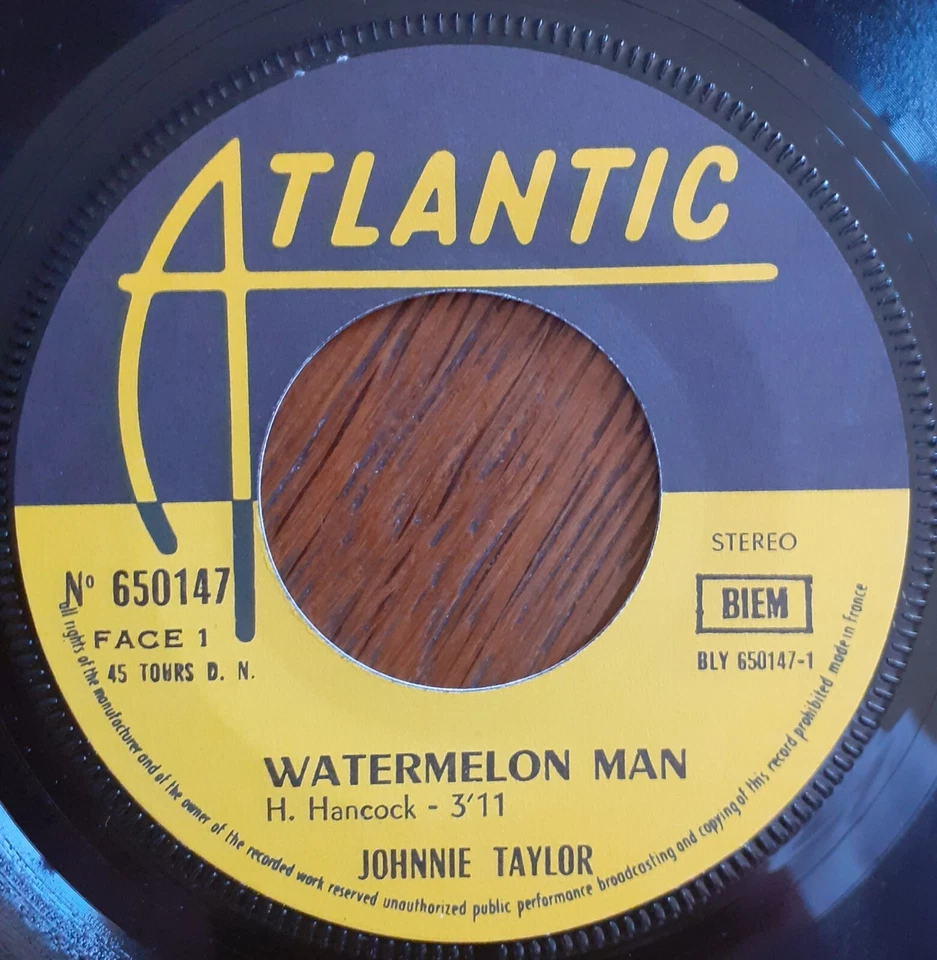 ATLANTIC
STEREO
Nº 650147
BIEM
FACE 1
BLY 650147-1
45 TOURS D. N.
WATERMELON MAN
H. Hancock - 3'11
JOHNNIE TAYLOR
all rights of the manufacturer and of the owner of the recorded work reserved unauthorized public performance broadcasting and copying of this record prohibited made in france